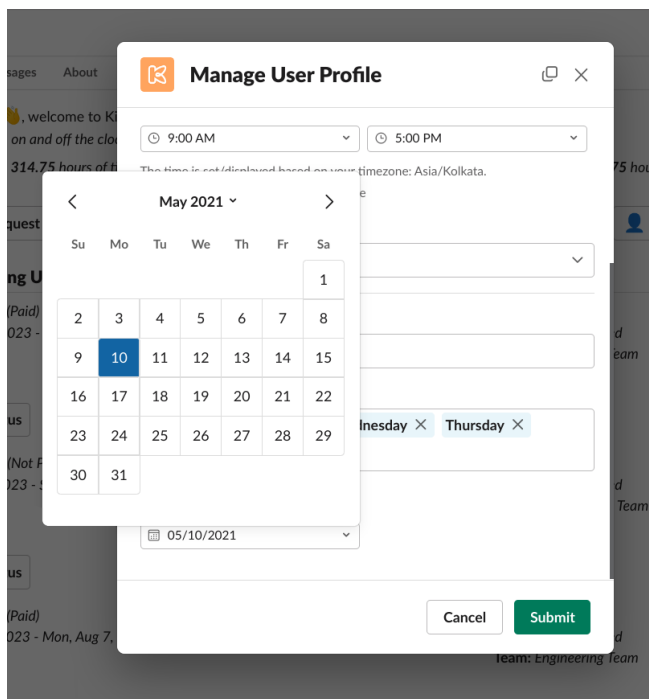 Manage User Profile
sages About
, welcome to Ki
on and off the cloc
9:00 AM 5:00 PM
314.75 hours of t
The time is set/displayed based on your timezone: Asia/Kolkata.
75 hou
e
May 2021
quest
Su Mo Tu We Th Fr Sa
ng U
1
(Paid)
2 3 4 5 6 7 8
023 -
d
eam
9 10 11 12 13 14 15
16 17 18 19 20 21 22
us
nesday Thursday
23 24 25 26 27 28 29
(Not P
30 31
023 - S
d
Team
05/10/2021
us
(Paid)
Cancel Submit
023 - Mon, Aug 7,
d
Team: Engineering Team